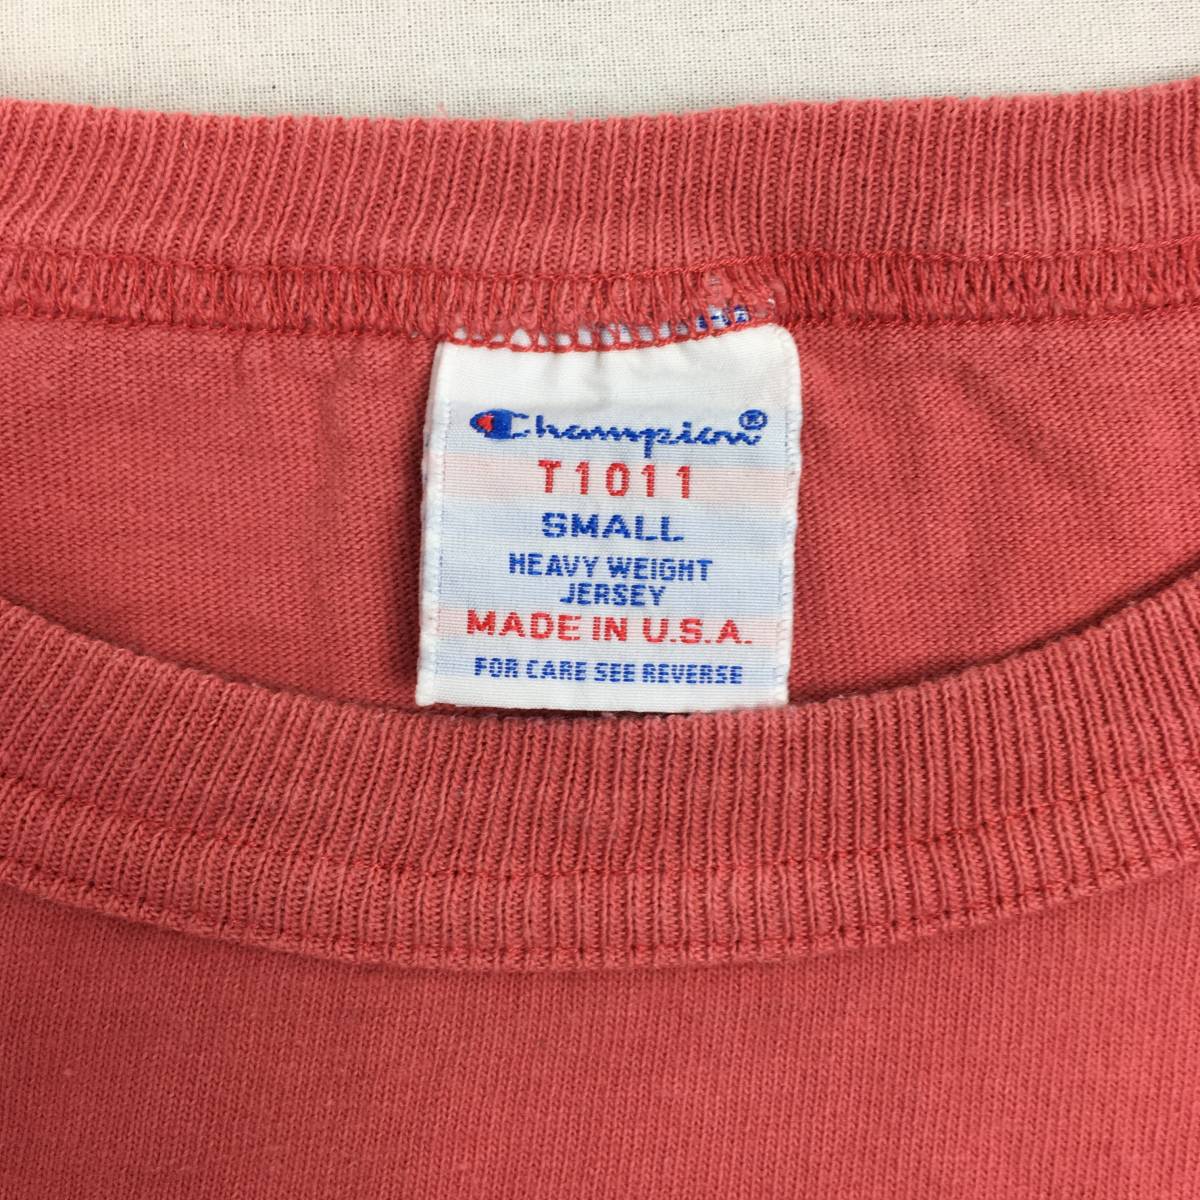 Champion®
T1011
SMALL
HEAVY WEIGHT
JERSEY
MADE IN U.S.A.
FOR CARE SEE REVERSE